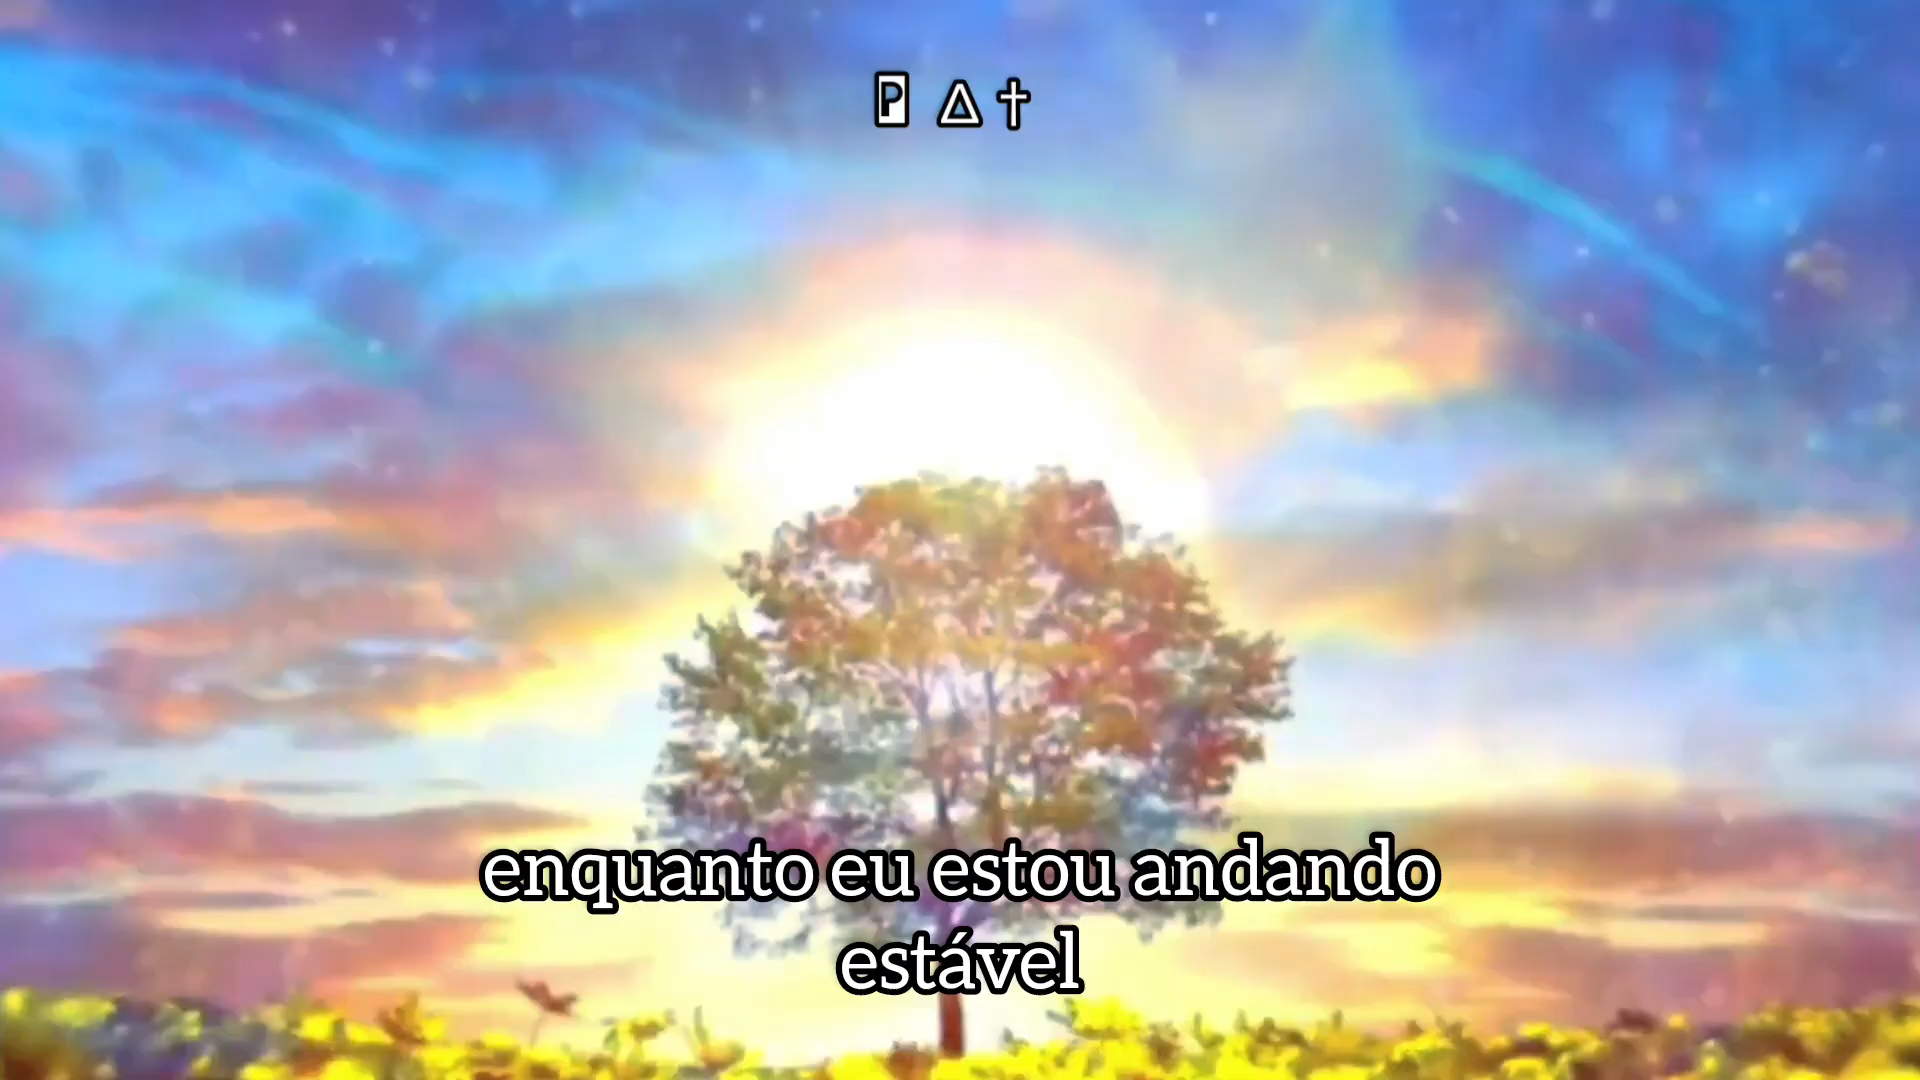 🄿 Δ †
enquanto eu estou andando
estável